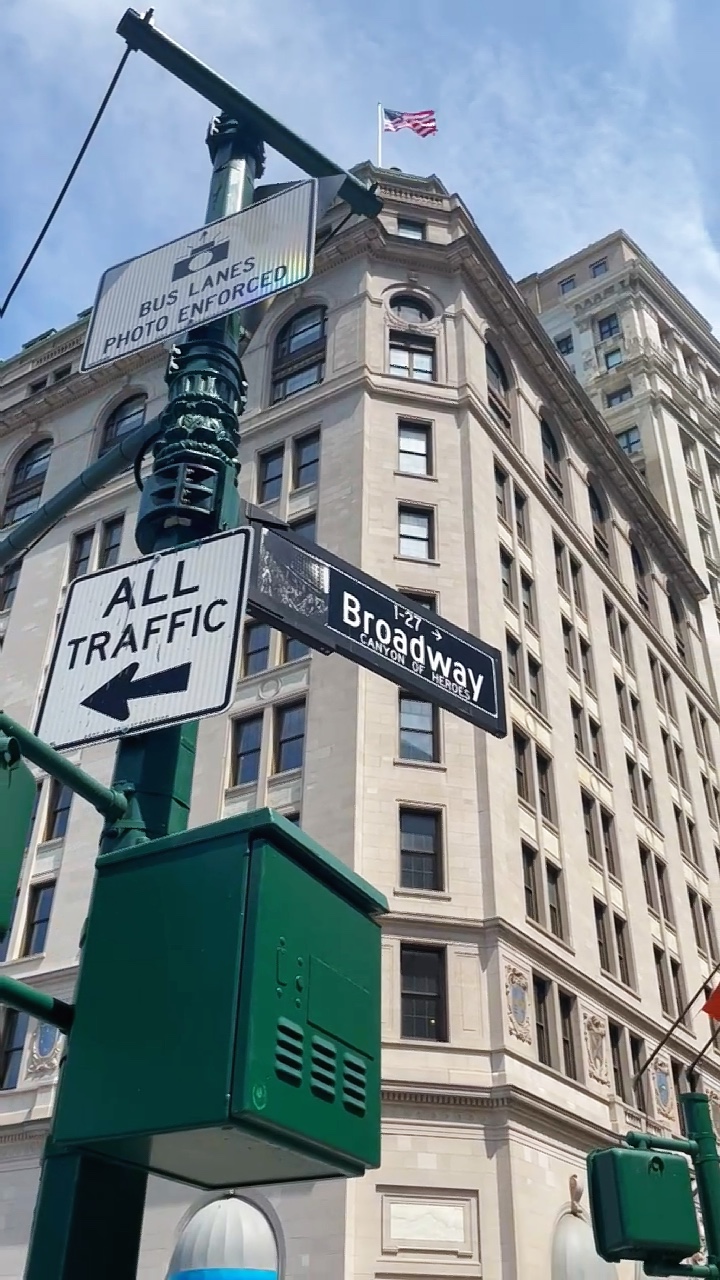 BUS LANES
PHOTO ENFORCED
ALL
TRAFFIC
1-27 →
Broadway
CANYON OF HEROES